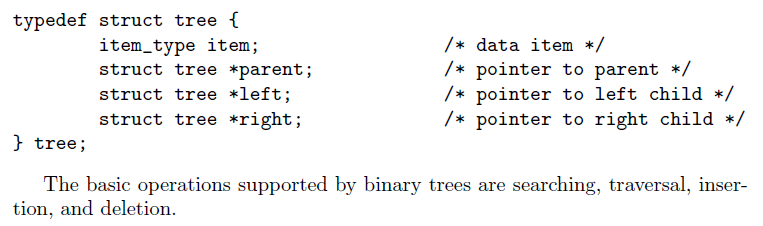 typedef struct tree {
item_type item; /* data item */
struct tree *parent; /* pointer to parent */
struct tree *left; /* pointer to left child */
struct tree *right; /* pointer to right child */
} tree;
The basic operations supported by binary trees are searching, traversal, inser-
tion, and deletion.